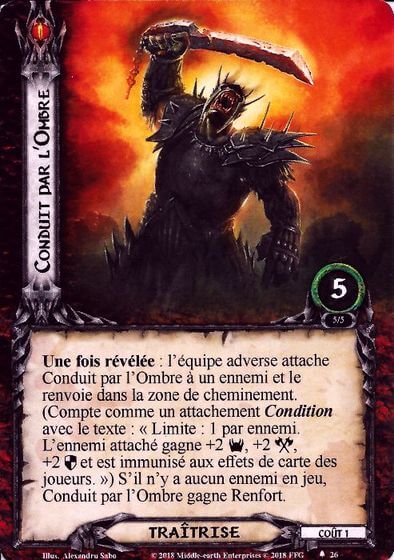 CONDUIT PAR L'OMBRE
5
5/5
Une fois révélée : l'équipe adverse attache
Conduit par l'Ombre à un ennemi et le
renvoie dans la zone de cheminement.
(Compte comme un attachement Condition
avec le texte : « Limite : 1 par ennemi.
L'ennemi attaché gagne +2 , +2 ,
+2 et est immunisé aux effets de carte des
joueurs. ») S'il n'y a aucun ennemi en jeu,
Conduit par l'Ombre gagne Renfort.
TRAÎTRISE
COÛT 1
Illus. Alexandru Sabo
© 2018 Middle-earth Enterprises © 2018 FFG
26